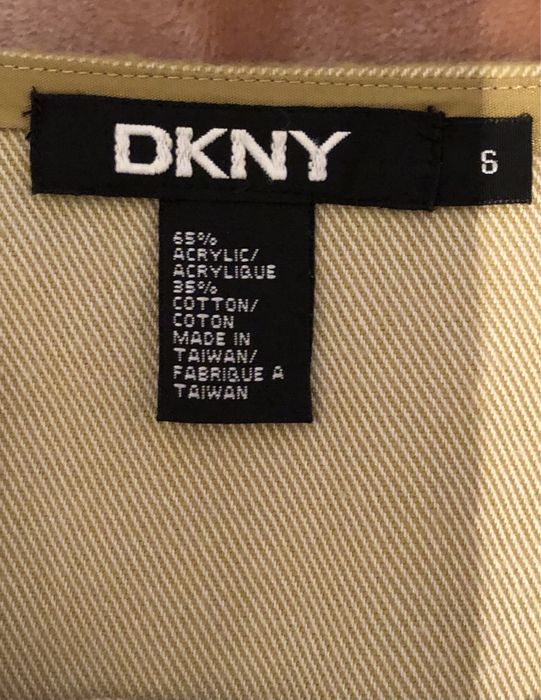 DKNY
6
65%
ACRYLIC/
ACRYLIQUE
35%
COTTON/
COTON
MADE IN
TAIWAN/
FABRIQUE A
TAIWAN